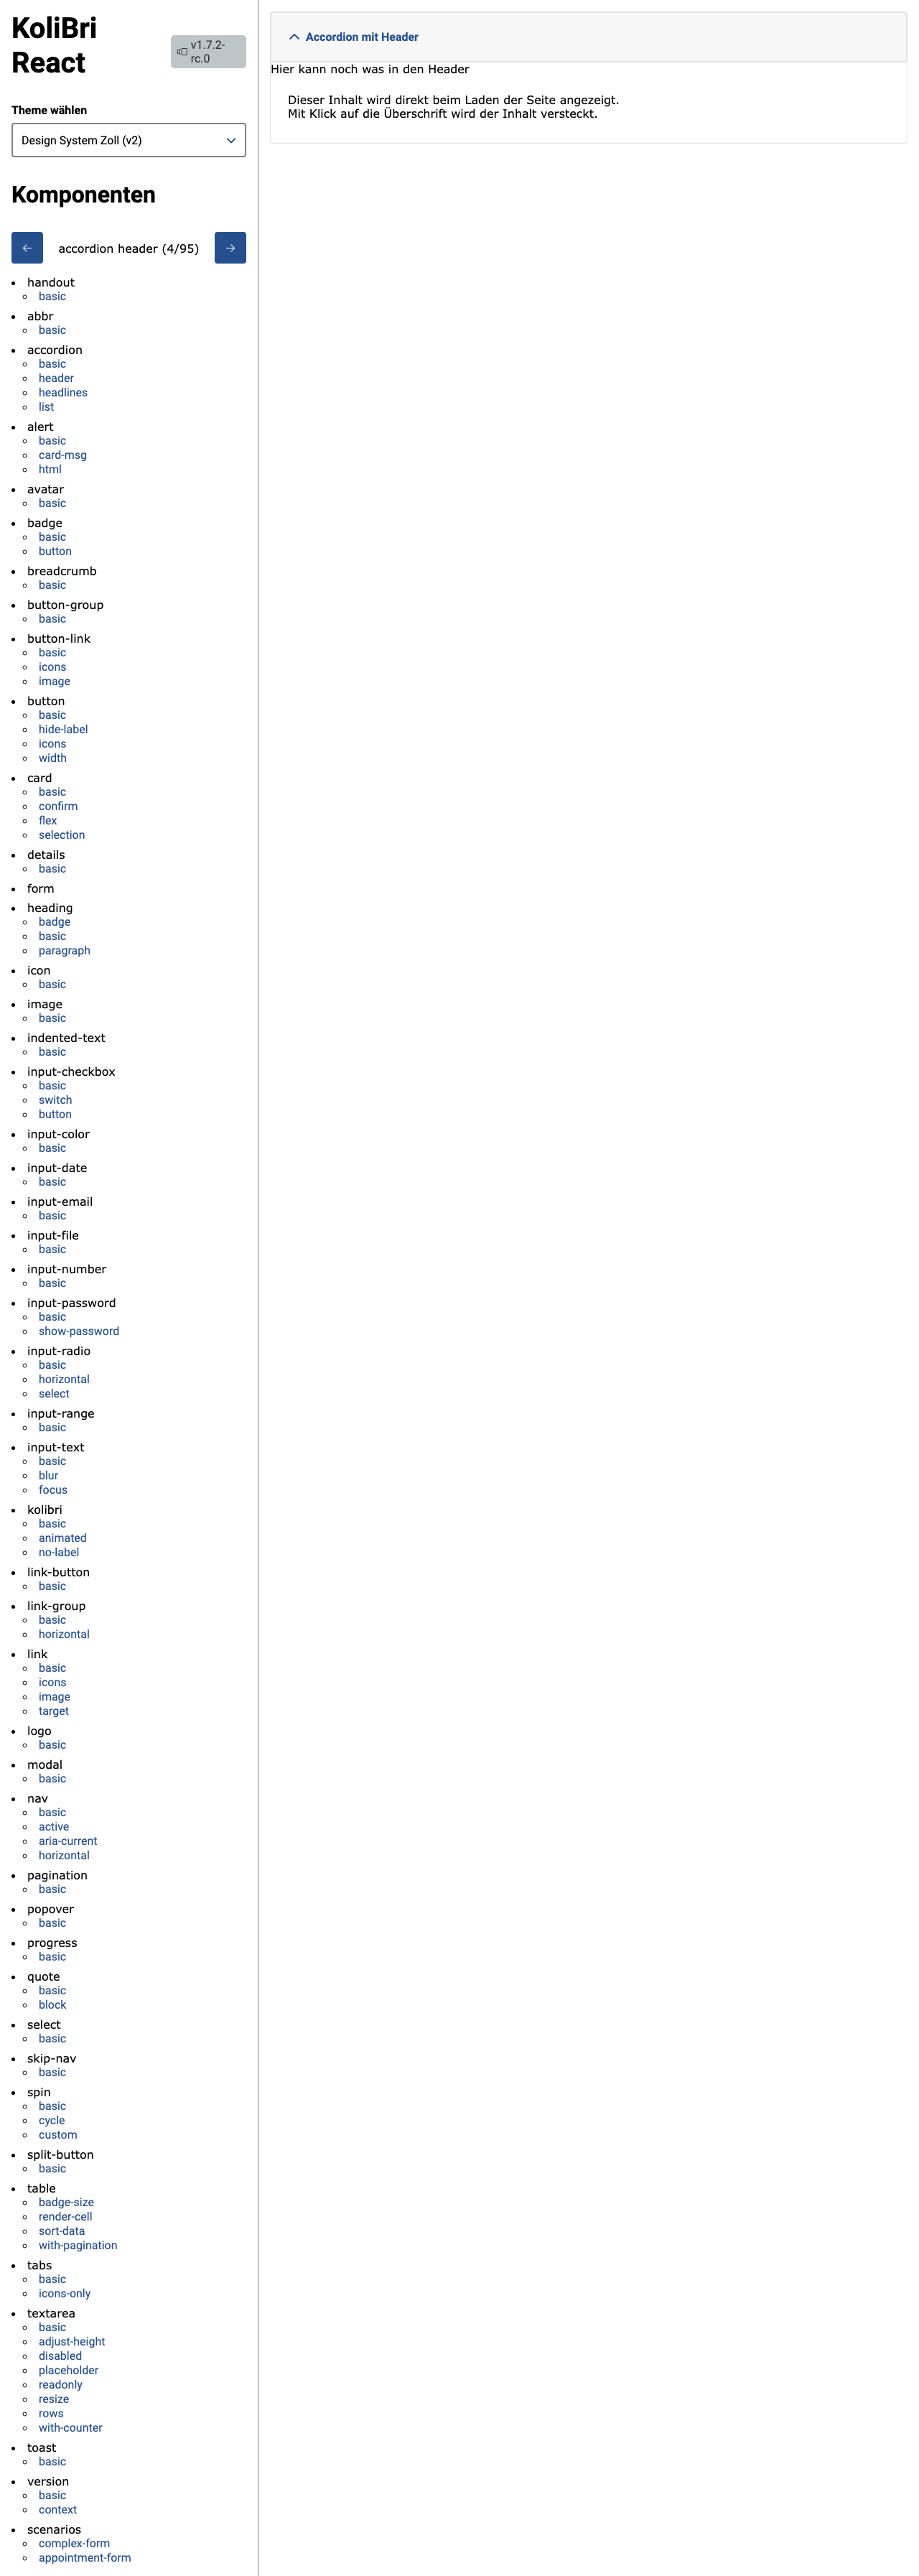 KoliBri
React
v1.7.2-
rc.0
Theme wählen
Design System Zoll (v2)
Komponenten
accordion header (4/95)
handout
basic
abbr
basic
accordion
basic
header
headlines
list
alert
basic
card-msg
html
avatar
basic
badge
basic
button
breadcrumb
basic
button-group
basic
button-link
basic
icons
image
button
basic
hide-label
icons
width
card
basic
confirm
flex
selection
details
basic
form
heading
badge
basic
paragraph
icon
basic
image
basic
indented-text
basic
input-checkbox
basic
switch
button
input-color
basic
input-date
basic
input-email
basic
input-file
basic
input-number
basic
input-password
basic
show-password
input-radio
basic
horizontal
select
input-range
basic
input-text
basic
blur
focus
kolibri
basic
animated
no-label
link-button
basic
link-group
basic
horizontal
link
basic
icons
image
target
logo
basic
modal
basic
nav
basic
active
aria-current
horizontal
pagination
basic
popover
basic
progress
basic
quote
basic
block
select
basic
skip-nav
basic
spin
basic
cycle
custom
split-button
basic
table
badge-size
render-cell
sort-data
with-pagination
tabs
basic
icons-only
textarea
basic
adjust-height
disabled
placeholder
readonly
resize
rows
with-counter
toast
basic
version
basic
context
scenarios
complex-form
appointment-form
Accordion mit Header
Hier kann noch was in den Header
Dieser Inhalt wird direkt beim Laden der Seite angezeigt.
Mit Klick auf die Überschrift wird der Inhalt versteckt.